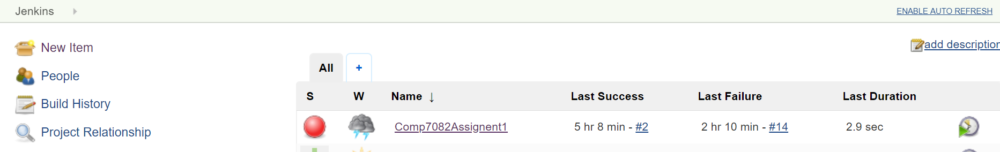 Jenkins
ENABLE AUTO REFRESH
New Item
People
Build History
Project Relationship
add description
All +
S W Name ↓ Last Success Last Failure Last Duration
Comp7082Assignent1 5 hr 8 min - #2 2 hr 10 min - #14 2.9 sec